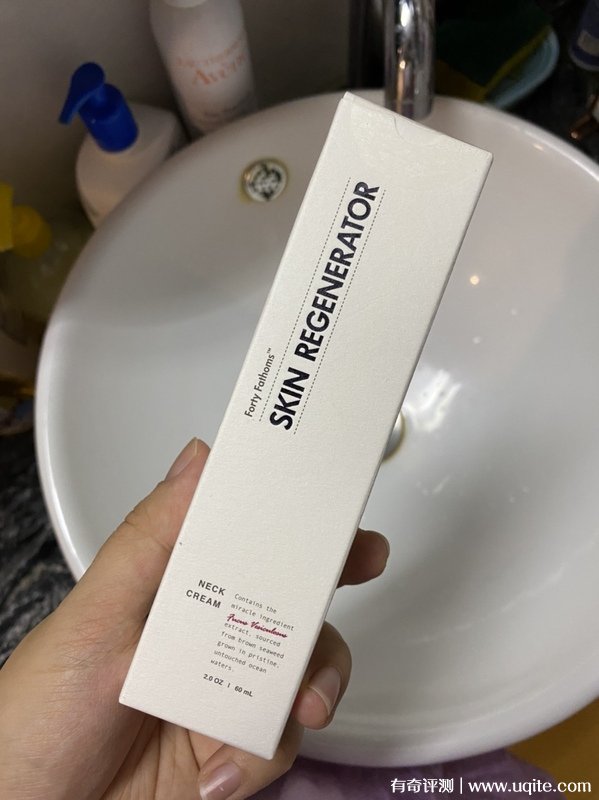 Avène
Forty Fathoms™
SKIN REGENERATOR
NECK
CREAM
Contains the
miracle ingredient
Fucus Vesiculosus
extract, sourced
from brown seaweed
grown in pristine,
untouched ocean
waters.
2.0 OZ | 60 mL
有奇评测 | www.uqite.com